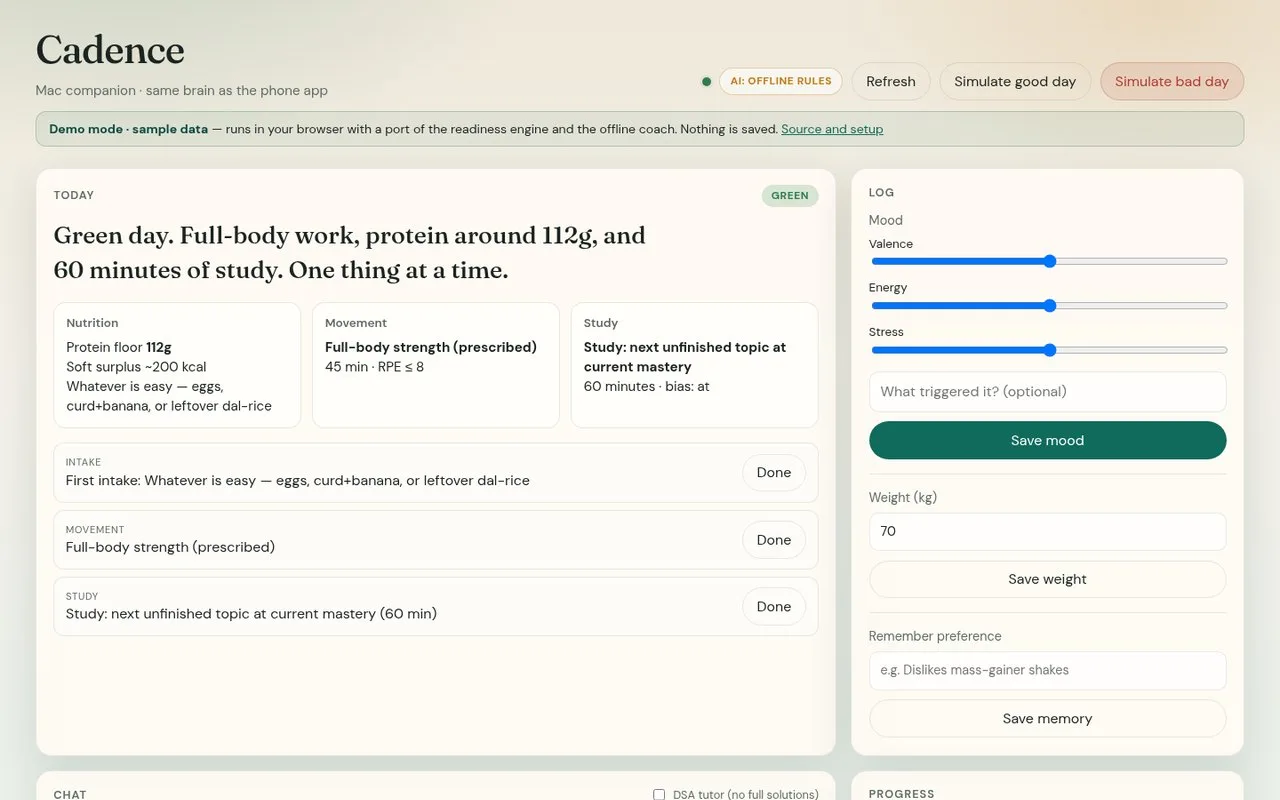 Cadence
Mac companion · same brain as the phone app
AI: OFFLINE RULES
Refresh
Simulate good day
Simulate bad day
Demo mode · sample data — runs in your browser with a port of the readiness engine and the offline coach. Nothing is saved. Source and setup
TODAY
GREEN
Green day. Full-body work, protein around 112g, and
60 minutes of study. One thing at a time.
Nutrition
Protein floor 112g
Soft surplus ~200 kcal
Whatever is easy — eggs,
curd+banana, or leftover dal-rice
Movement
Full-body strength (prescribed)
45 min · RPE ≤ 8
Study
Study: next unfinished topic at
current mastery
60 minutes · bias: at
INTAKE
First intake: Whatever is easy — eggs, curd+banana, or leftover dal-rice
Done
MOVEMENT
Full-body strength (prescribed)
Done
STUDY
Study: next unfinished topic at current mastery (60 min)
Done
LOG
Mood
Valence
Energy
Stress
What triggered it? (optional)
Save mood
Weight (kg)
70
Save weight
Remember preference
e.g. Dislikes mass-gainer shakes
Save memory
CHAT
DSA tutor (no full solutions)
PROGRESS